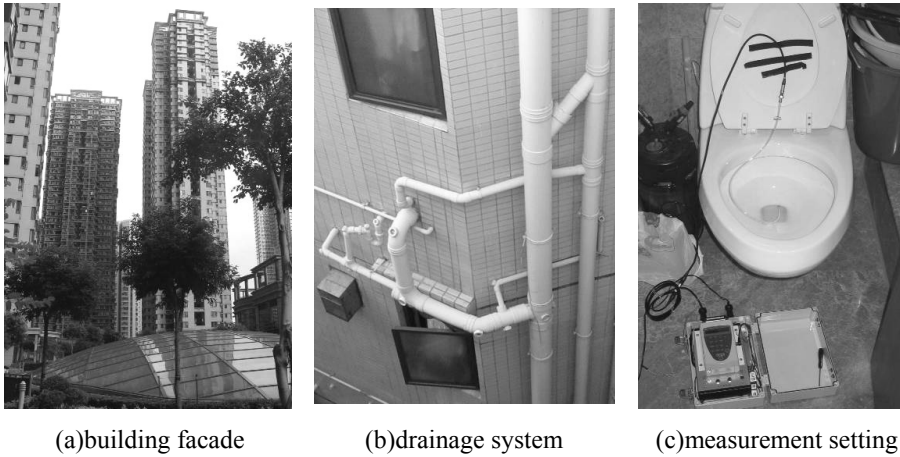 (a)building facade
(b)drainage system
(c)measurement setting